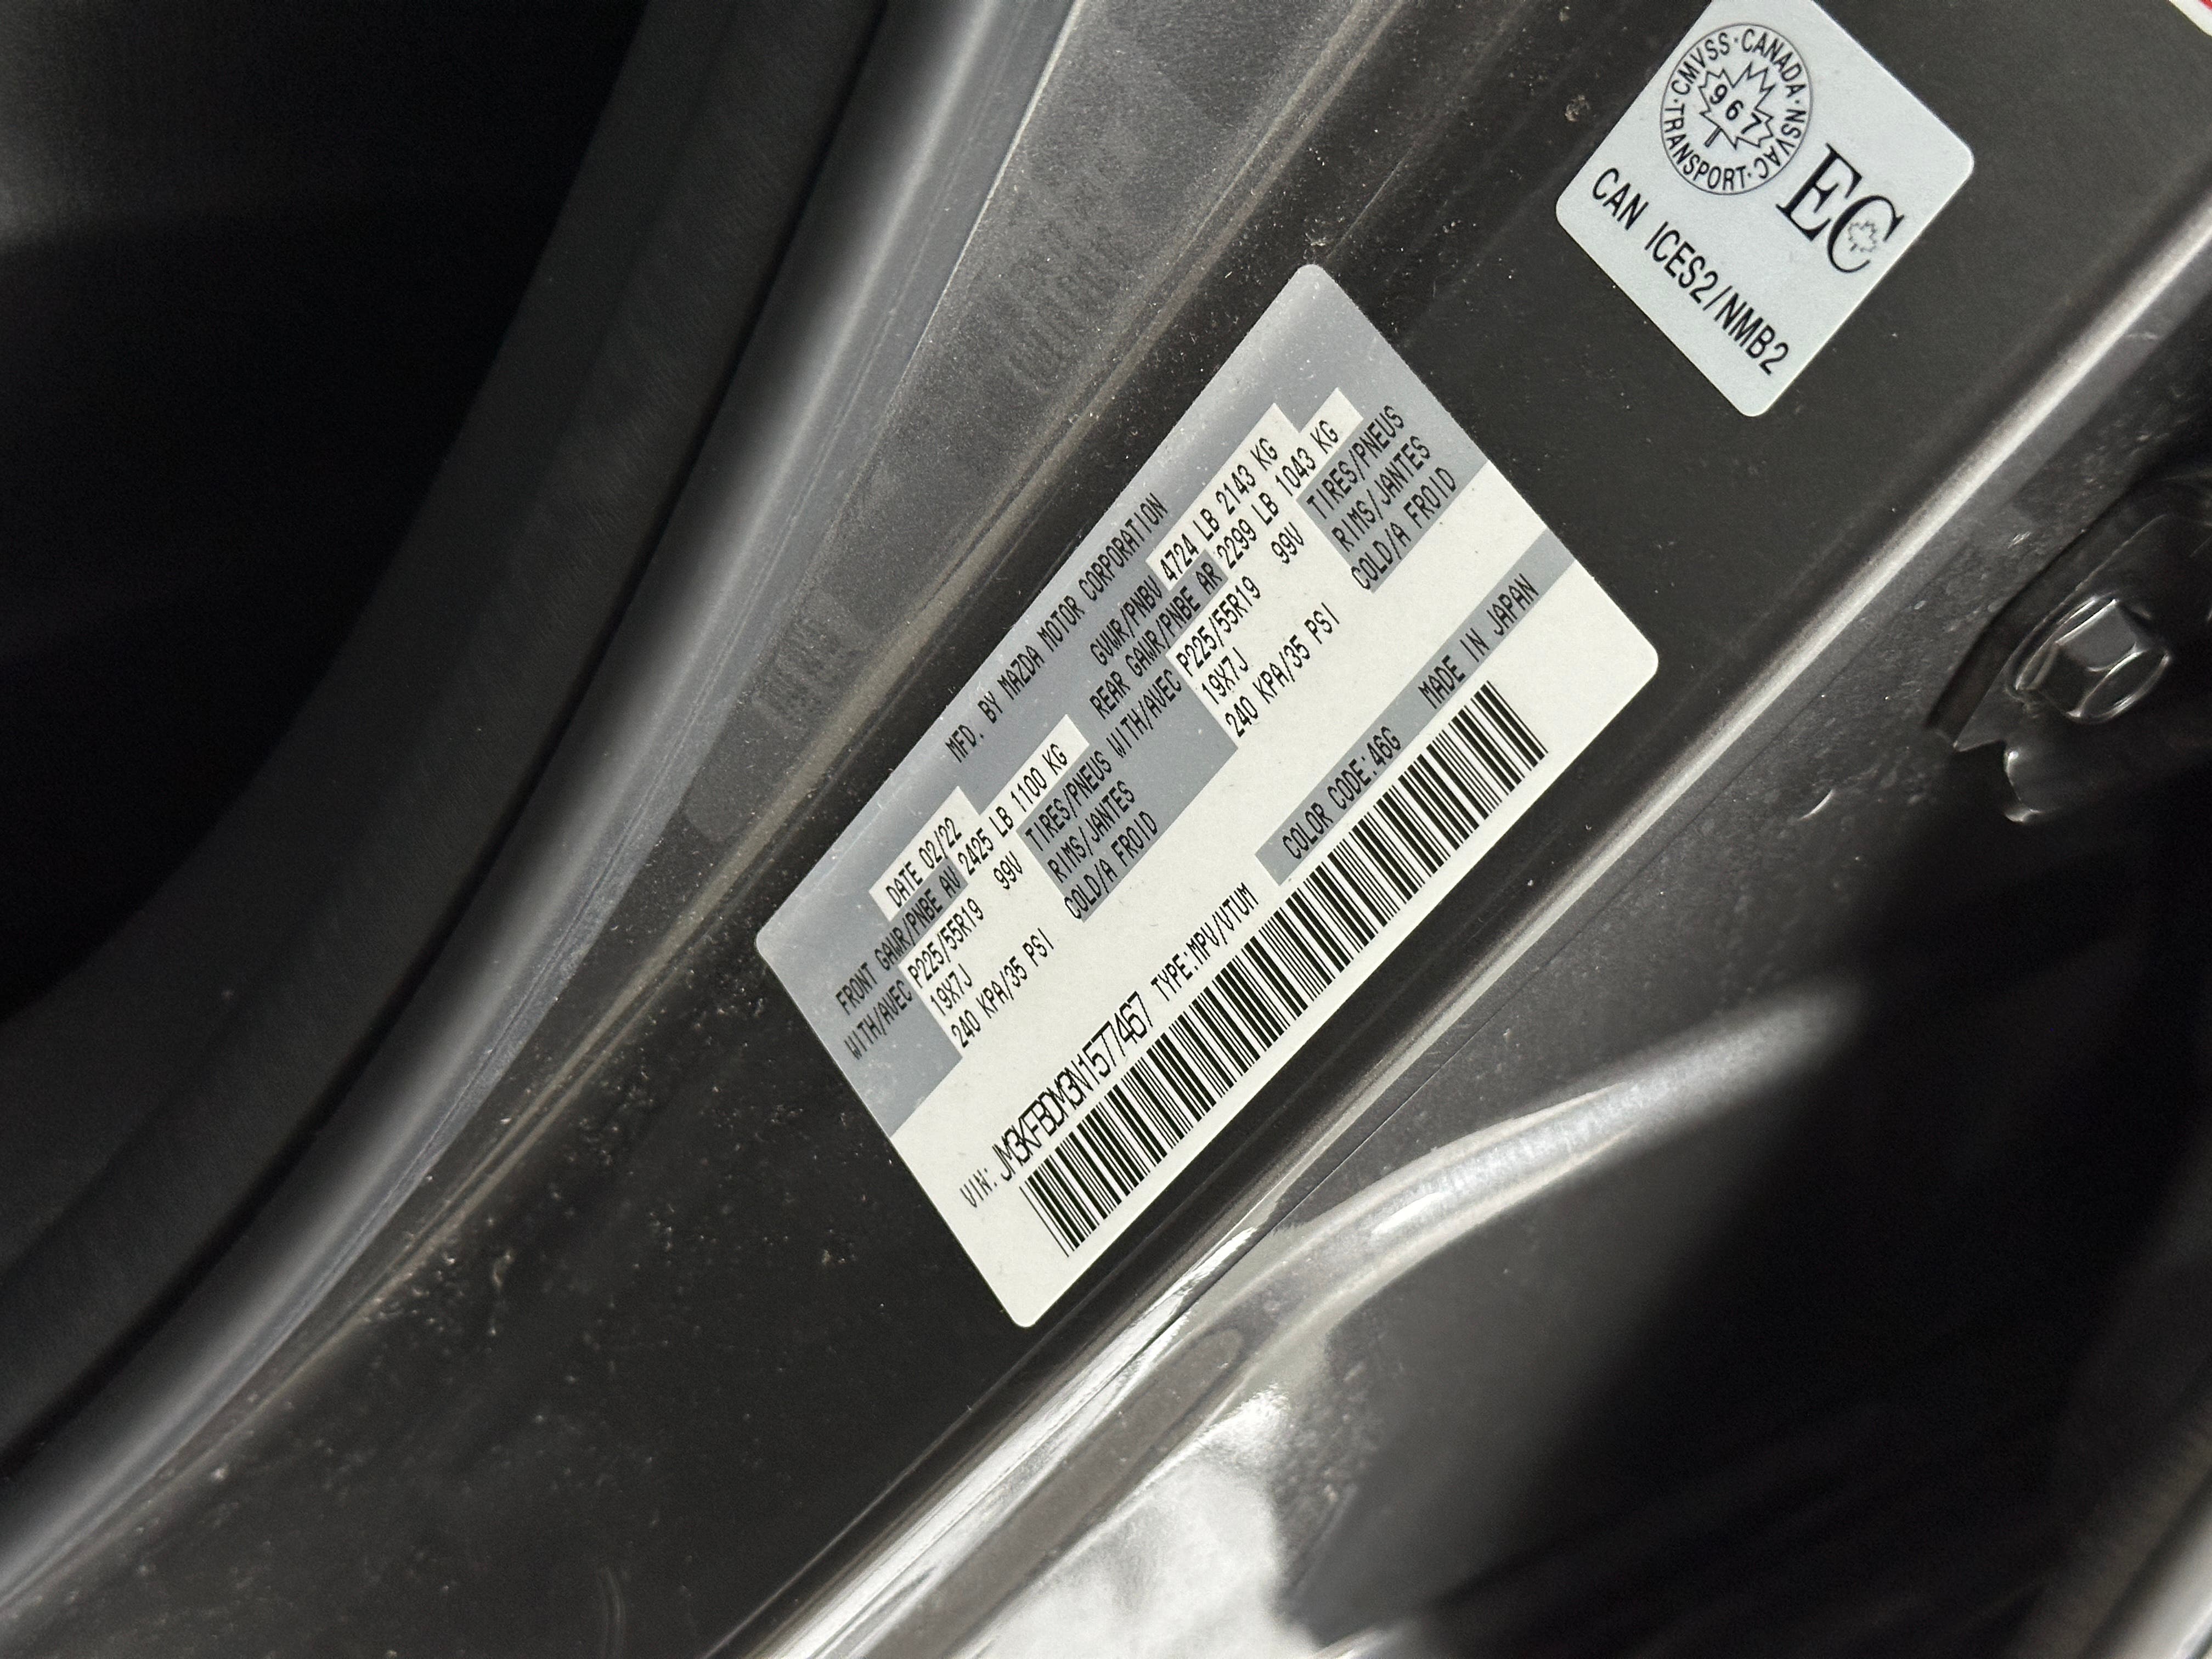 CMVSS·CANADA·NSVAC·TRANSPORT·
967
EC
CAN ICES2/NMB2
MFD. BY MAZDA MOTOR CORPORATION
DATE 02/22 GVWR/PNBV 4724 LB 2143 KG
FRONT GAWR/PNBE AV 2425 LB 1100 KG REAR GAWR/PNBE AR 2299 LB 1043 KG
WITH/AVEC P225/55R19 99V TIRES/PNEUS WITH/AVEC P225/55R19 99V TIRES/PNEUS
19X7J RIMS/JANTES 19X7J RIMS/JANTES
240 KPA/35 PSI COLD/A FROID 240 KPA/35 PSI COLD/A FROID
VIN: JM3KFBDM3N1577467 TYPE:MPV/VTUM COLOR CODE:46G MADE IN JAPAN